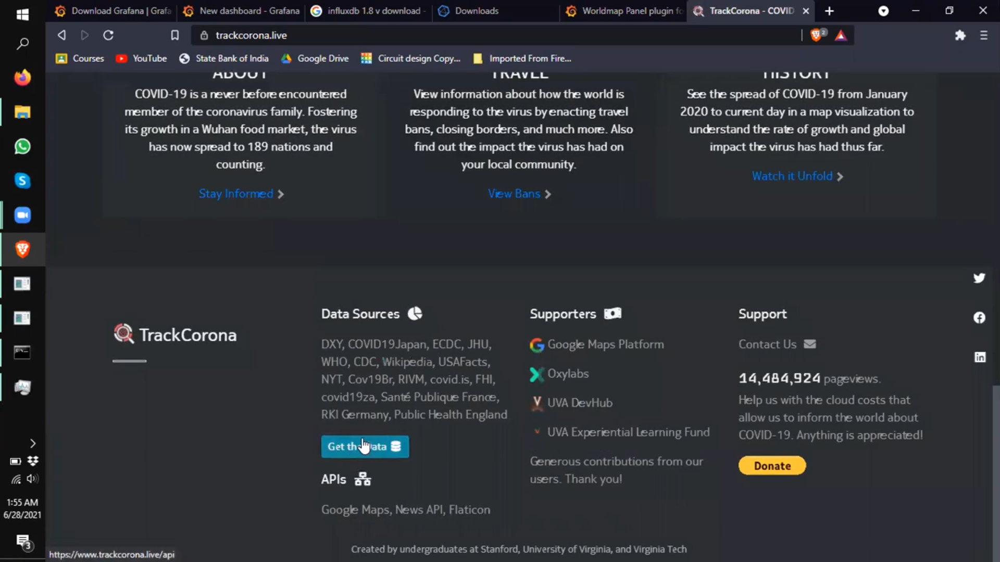 Download Grafana | Grafa
New dashboard - Grafana
influxdb 1.8 v download -
Downloads
Worldmap Panel plugin fo
TrackCorona - COVID
trackcorona.live
2
Courses
YouTube
State Bank of India
Google Drive
Circuit design Copy...
Imported From Fire...
ABOUT
COVID-19 is a never before encountered
member of the coronavirus family. Fostering
its growth in a Wuhan food market, the virus
has now spread to 189 nations and
counting.
Stay Informed
TRAVEL
View information about how the world is
responding to the virus by enacting travel
bans, closing borders, and much more. Also
find out the impact the virus has had on
your local community.
View Bans
HISTORY
See the spread of COVID-19 from January
2020 to current day in a map visualization to
understand the rate of growth and global
impact the virus has had thus far.
Watch it Unfold
TrackCorona
Data Sources
DXY, COVID19Japan, ECDC, JHU,
WHO, CDC, Wikipedia, USAFacts,
NYT, Cov19Br, RIVM, covid.is, FHI,
covid19za, Santé Publique France,
RKI Germany, Public Health England
Get the Data
APIs
Google Maps, News API, Flaticon
Supporters
Google Maps Platform
Oxylabs
UVA DevHub
UVA Experiential Learning Fund
Generous contributions from our
users. Thank you!
Support
Contact Us
14,484,924 pageviews.
Help us with the cloud costs that
allow us to inform the world about
COVID-19. Anything is appreciated!
Donate
Created by undergraduates at Stanford, University of Virginia, and Virginia Tech
https://www.trackcorona.live/api
1:55 AM
6/28/2021
3